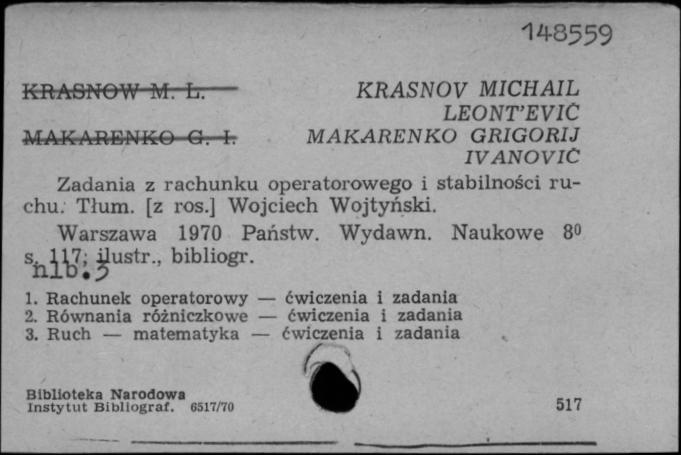 148559
KRASNOW M. L. KRASNOV MICHAIL
LEONT'EVIČ
MAKARENKO G. I. MAKARENKO GRIGORIJ
IVANOVIČ
Zadania z rachunku operatorowego i stabilności ru-
chu. Tłum. [z ros.] Wojciech Wojtyński.
Warszawa 1970 Państw. Wydawn. Naukowe 8⁰
s. 117; ilustr., bibliogr.
nlb. 3
1. Rachunek operatorowy — ćwiczenia i zadania
2. Równania różniczkowe — ćwiczenia i zadania
3. Ruch — matematyka — ćwiczenia i zadania
Biblioteka Narodowa
Instytut Bibliograf. 6517/70 517